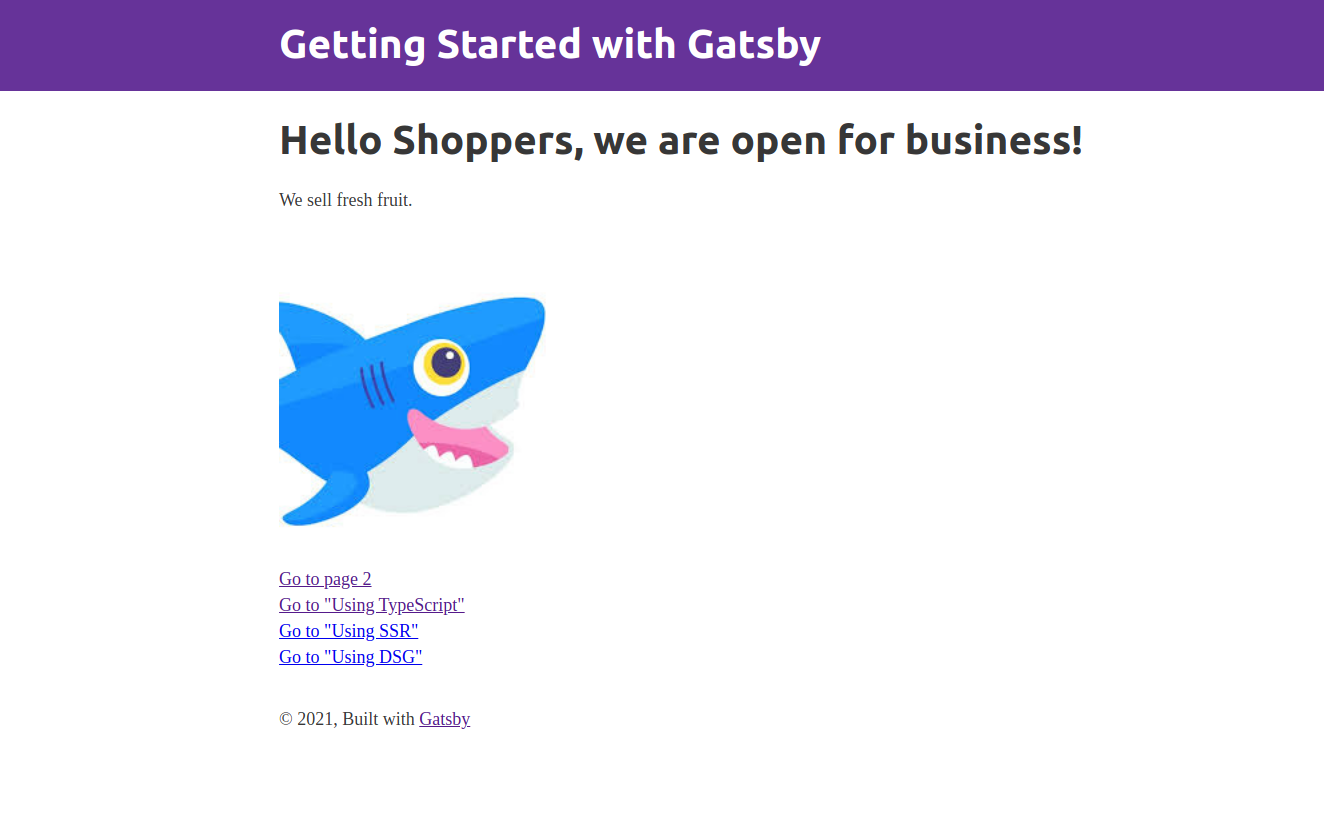 Getting Started with Gatsby
Hello Shoppers, we are open for business!
We sell fresh fruit.
Go to page 2
Go to "Using TypeScript"
Go to "Using SSR"
Go to "Using DSG"
© 2021, Built with Gatsby